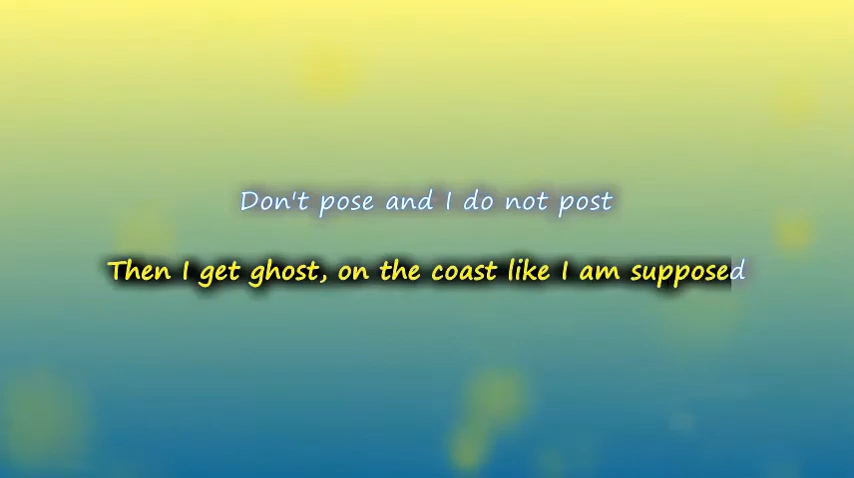 Don't pose and I do not post
Then I get ghost, on the coast like I am supposed